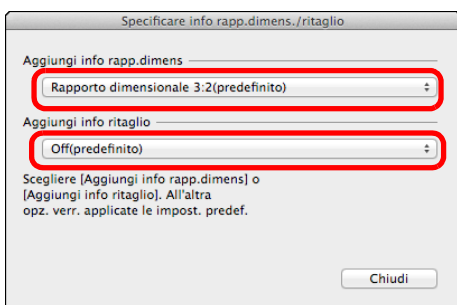 Specificare info rapp.dimens./ritaglio
Aggiungi info rapp.dimens
Rapporto dimensionale 3:2(predefinito)
Aggiungi info ritaglio
Off(predefinito)
Scegliere [Aggiungi info rapp.dimens] o
[Aggiungi info ritaglio]. All'altra
opz. verr. applicate le impost. predef.
Chiudi